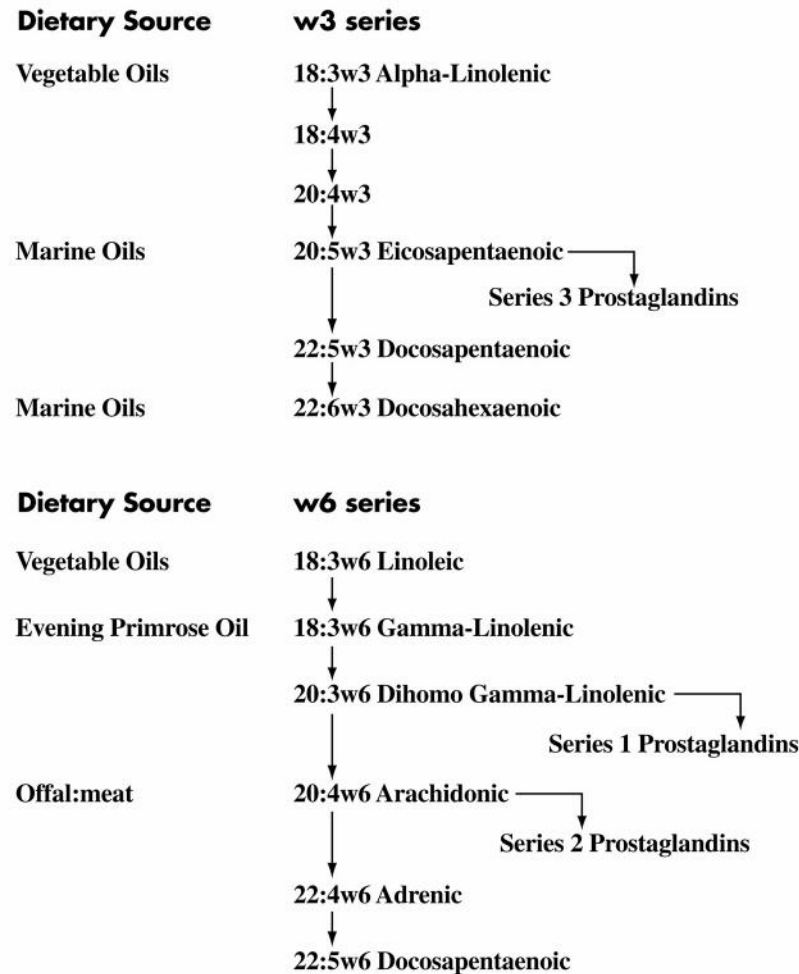 Dietary Source w3 series
Vegetable Oils 18:3w3 Alpha-Linolenic
18:4w3
20:4w3
Marine Oils 20:5w3 Eicosapentaenoic
Series 3 Prostaglandins
22:5w3 Docosapentaenoic
Marine Oils 22:6w3 Docosahexaenoic
Dietary Source w6 series
Vegetable Oils 18:3w6 Linoleic
Evening Primrose Oil 18:3w6 Gamma-Linolenic
20:3w6 Dihomo Gamma-Linolenic
Series 1 Prostaglandins
Offal:meat 20:4w6 Arachidonic
Series 2 Prostaglandins
22:4w6 Adrenic
22:5w6 Docosapentaenoic